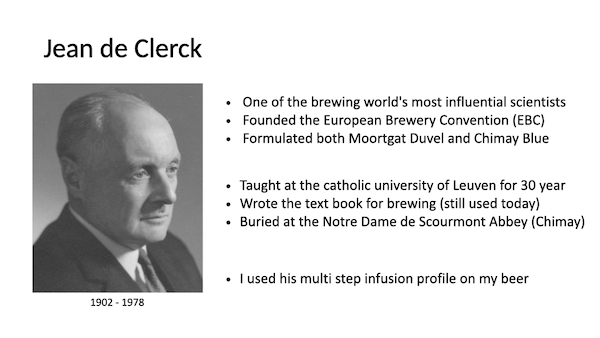 Jean de Clerck
• One of the brewing world's most influential scientists
• Founded the European Brewery Convention (EBC)
• Formulated both Moortgat Duvel and Chimay Blue
• Taught at the catholic university of Leuven for 30 year
• Wrote the text book for brewing (still used today)
• Buried at the Notre Dame de Scourmont Abbey (Chimay)
• I used his multi step infusion profile on my beer
1902 - 1978